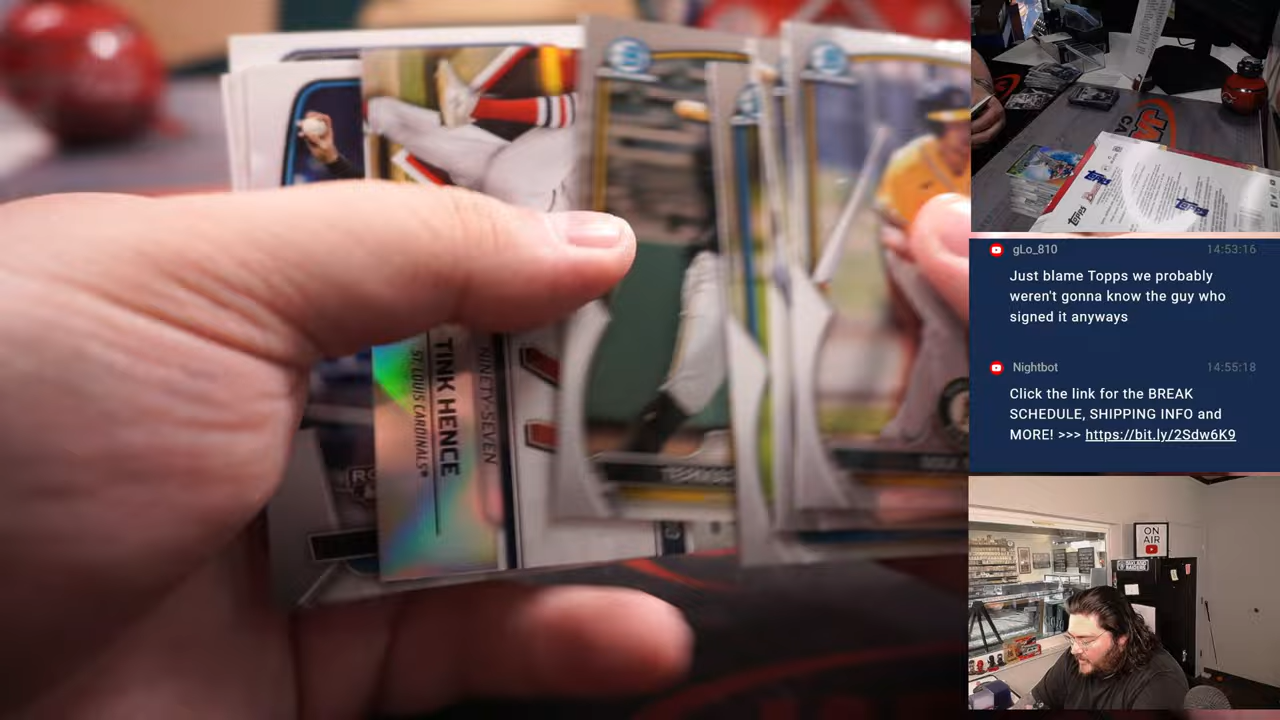 gLo_810 14:53:16
Just blame Topps we probably
weren't gonna know the guy who
signed it anyways
Nightbot 14:55:18
Click the link for the BREAK
SCHEDULE, SHIPPING INFO and
MORE! >>> https://bit.ly/2Sdw6K9
NINETY-SEVEN
TINK HENCE
ST. LOUIS CARDINALS®
topps
TOPPS
ON
AIR